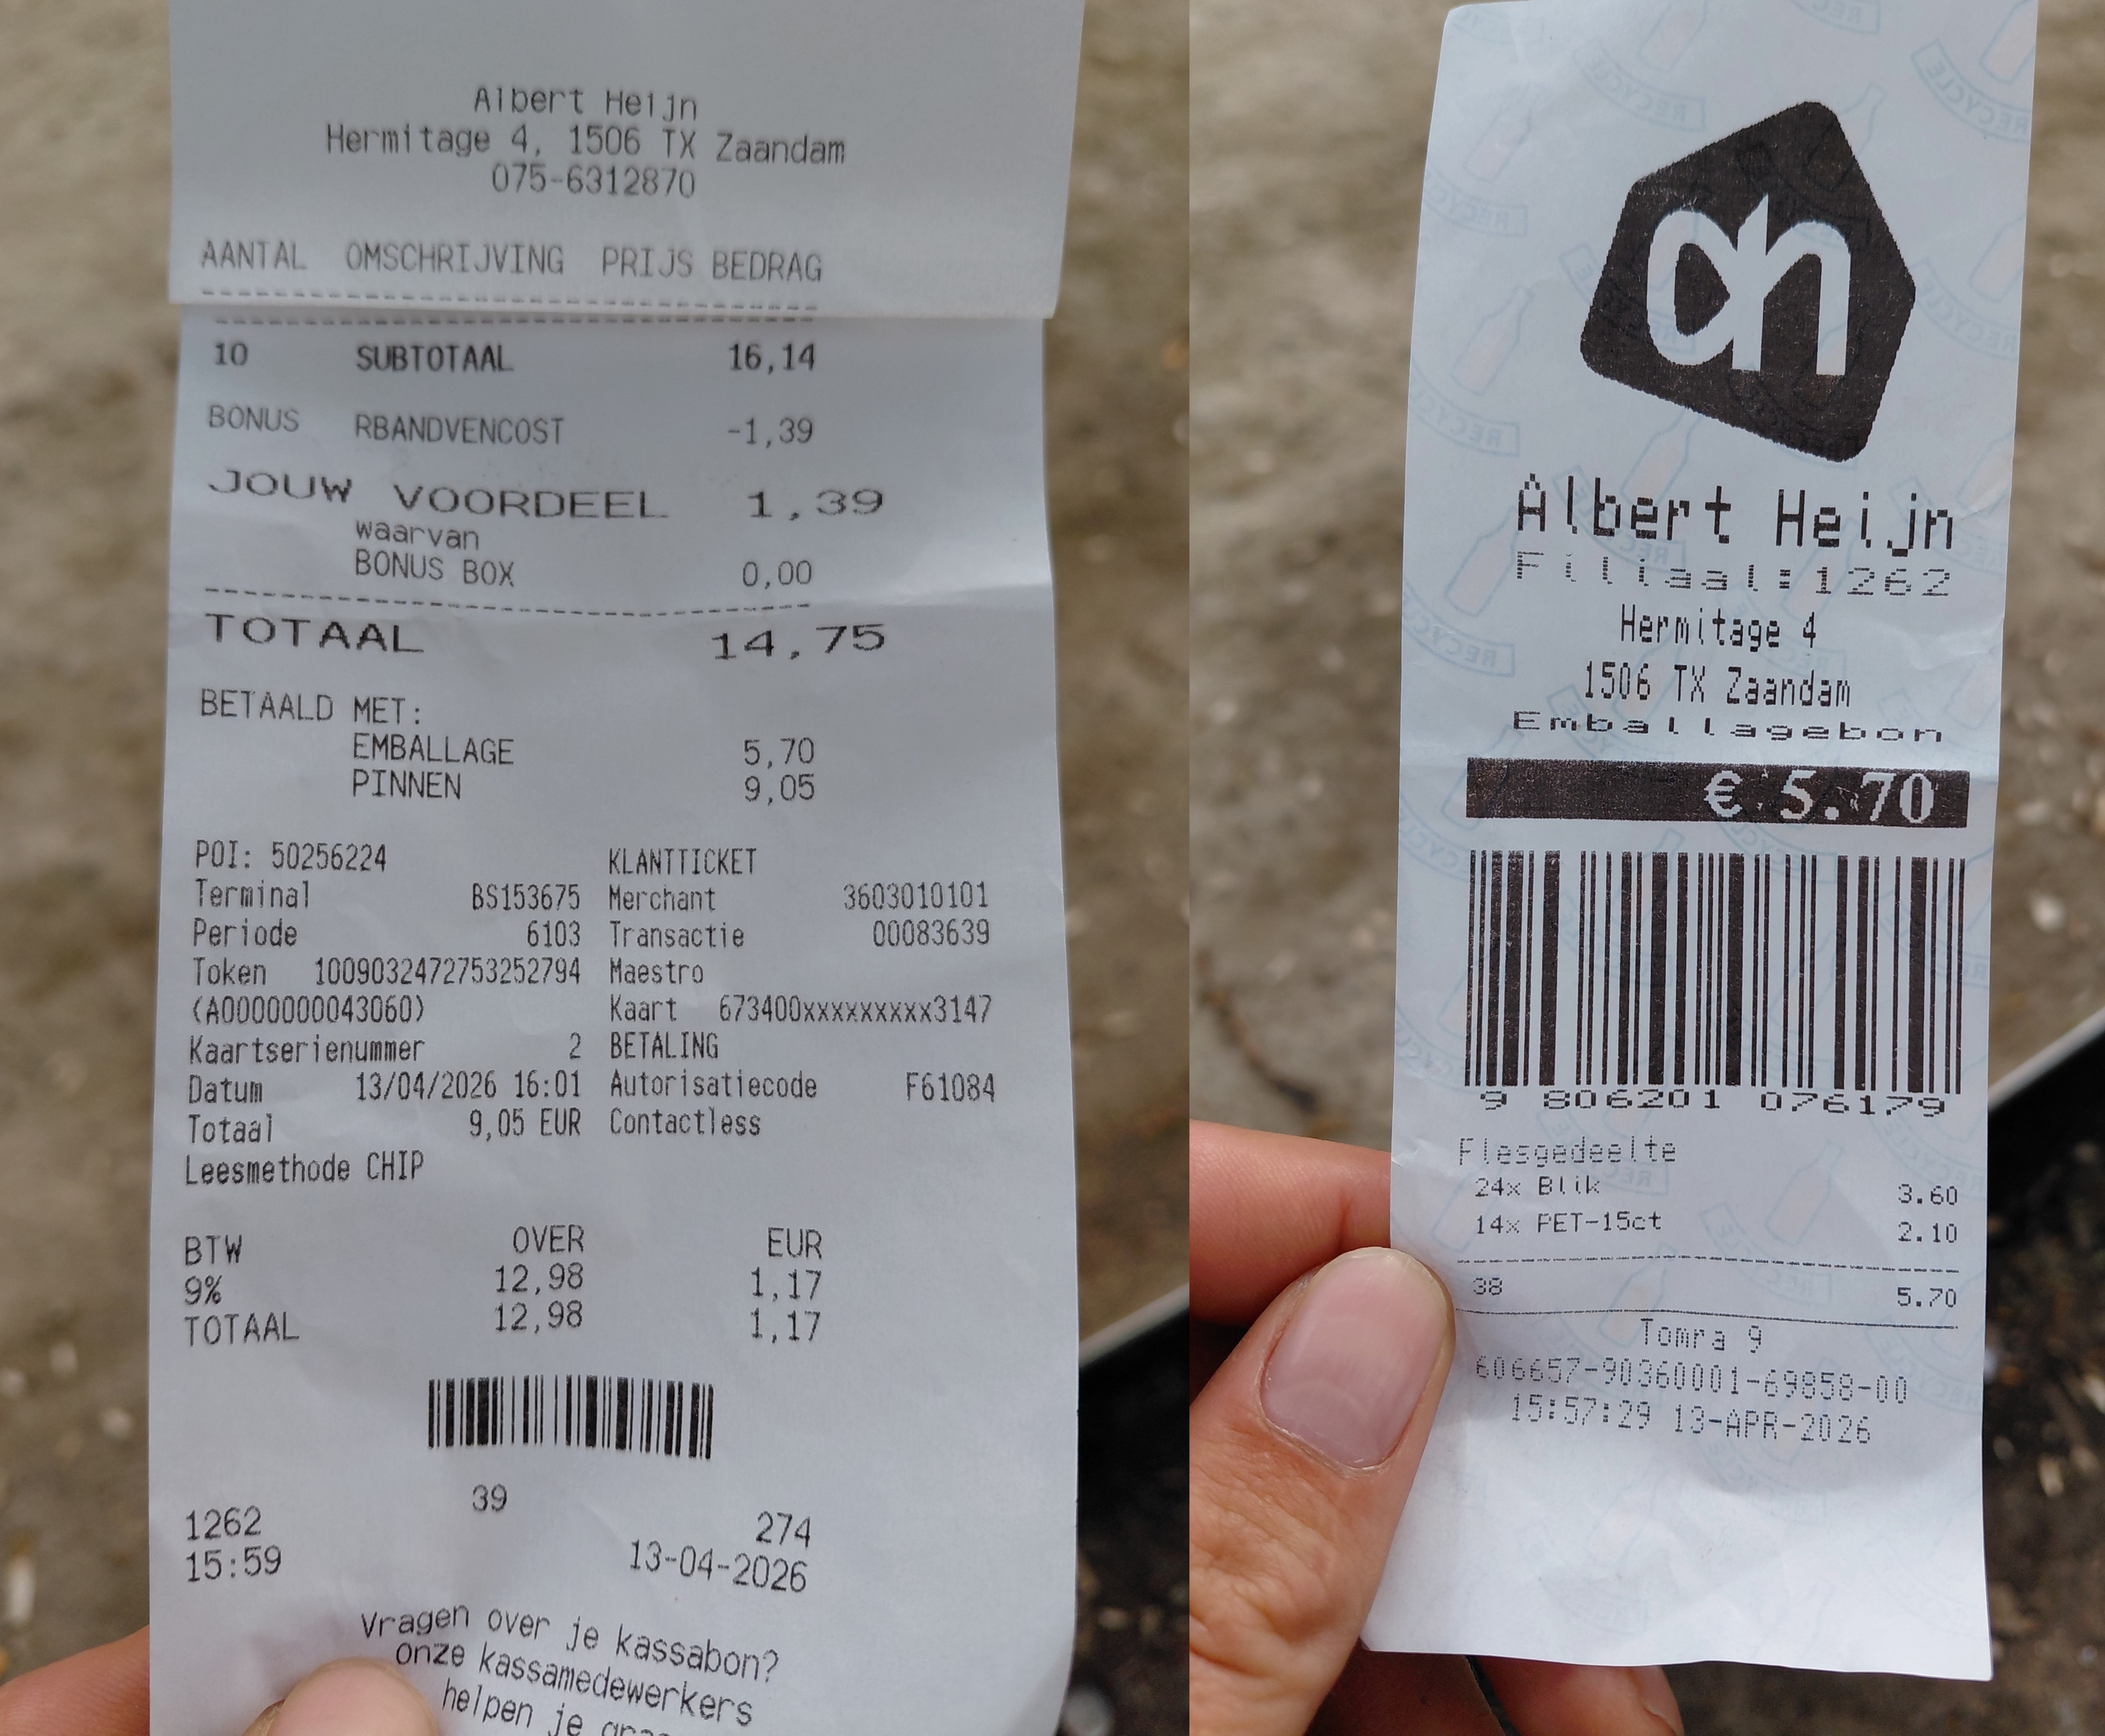 Albert Heijn
Hermitage 4, 1506 TX Zaandam
075-6312870
AANTAL OMSCHRIJVING PRIJS BEDRAG
10 SUBTOTAAL 16,14
BONUS RBANDVENCOST -1,39
JOUW VOORDEEL 1,39
waarvan
BONUS BOX 0,00
TOTAAL 14,75
BETAALD MET:
EMBALLAGE 5,70
PINNEN 9,05
POI: 50256224 KLANTTICKET
Terminal BS153675 Merchant 3603010101
Periode 6103 Transactie 00083639
Token 1009032472753252794 Maestro
(A0000000043060) Kaart 673400xxxxxxxxx3147
Kaartserienummer 2 BETALING
Datum 13/04/2026 16:01 Autorisatiecode F61084
Totaal 9,05 EUR Contactless
Leesmethode CHIP
BTW OVER EUR
9% 12,98 1,17
TOTAAL 12,98 1,17
39
1262 274
15:59 13-04-2026
Vragen over je kassabon?
onze kassamedewerkers
helpen je
ah
Albert Heijn
Filiaal:1262
Hermitage 4
1506 TX Zaandam
Emballagebon
€ 5.70
9 806201 076179
Flesgedeelte
24x Blik 3.60
14x PET-15ct 2.10
38 5.70
Tomra 9
606657-90360001-69858-00
15:57:29 13-APR-2026